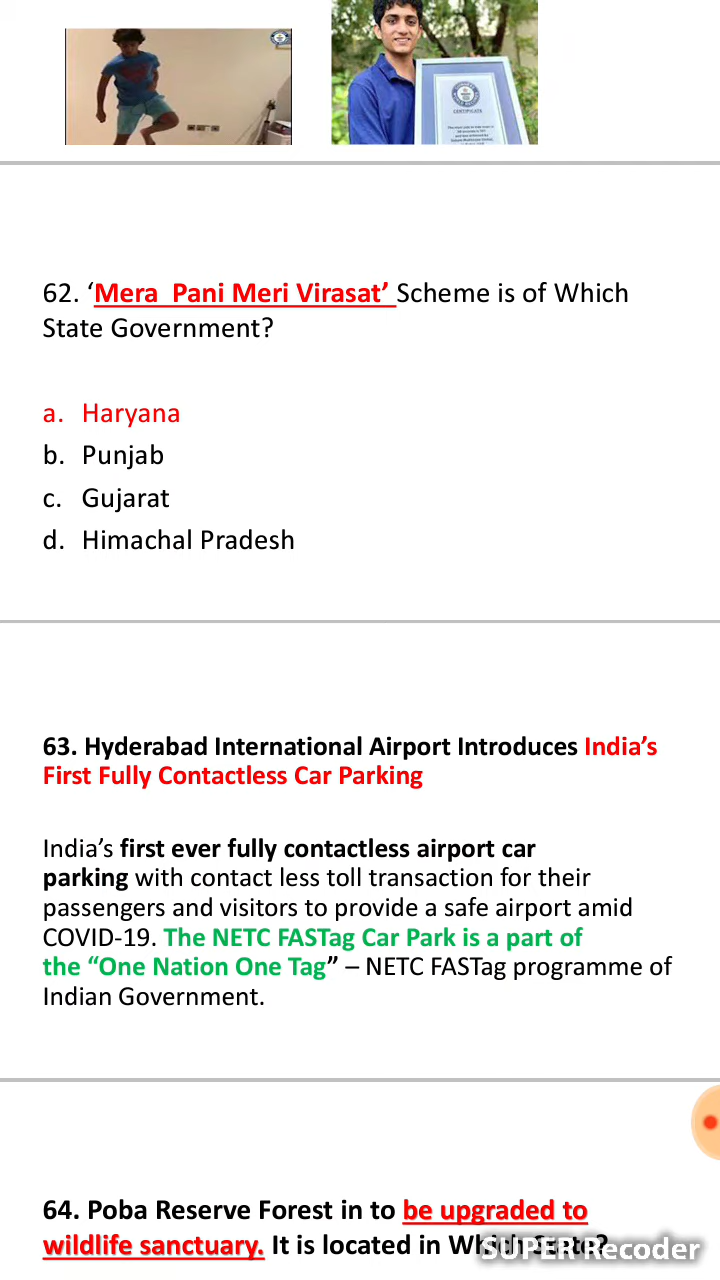 CERTIFICATE
62. ‘Mera Pani Meri Virasat’ Scheme is of Which
State Government?
a. Haryana
b. Punjab
c. Gujarat
d. Himachal Pradesh
63. Hyderabad International Airport Introduces India’s
First Fully Contactless Car Parking
India’s first ever fully contactless airport car
parking with contact less toll transaction for their
passengers and visitors to provide a safe airport amid
COVID-19. The NETC FASTag Car Park is a part of
the “One Nation One Tag” – NETC FASTag programme of
Indian Government.
64. Poba Reserve Forest in to be upgraded to
wildlife sanctuary. It is located in Which State?
SUPER Recoder